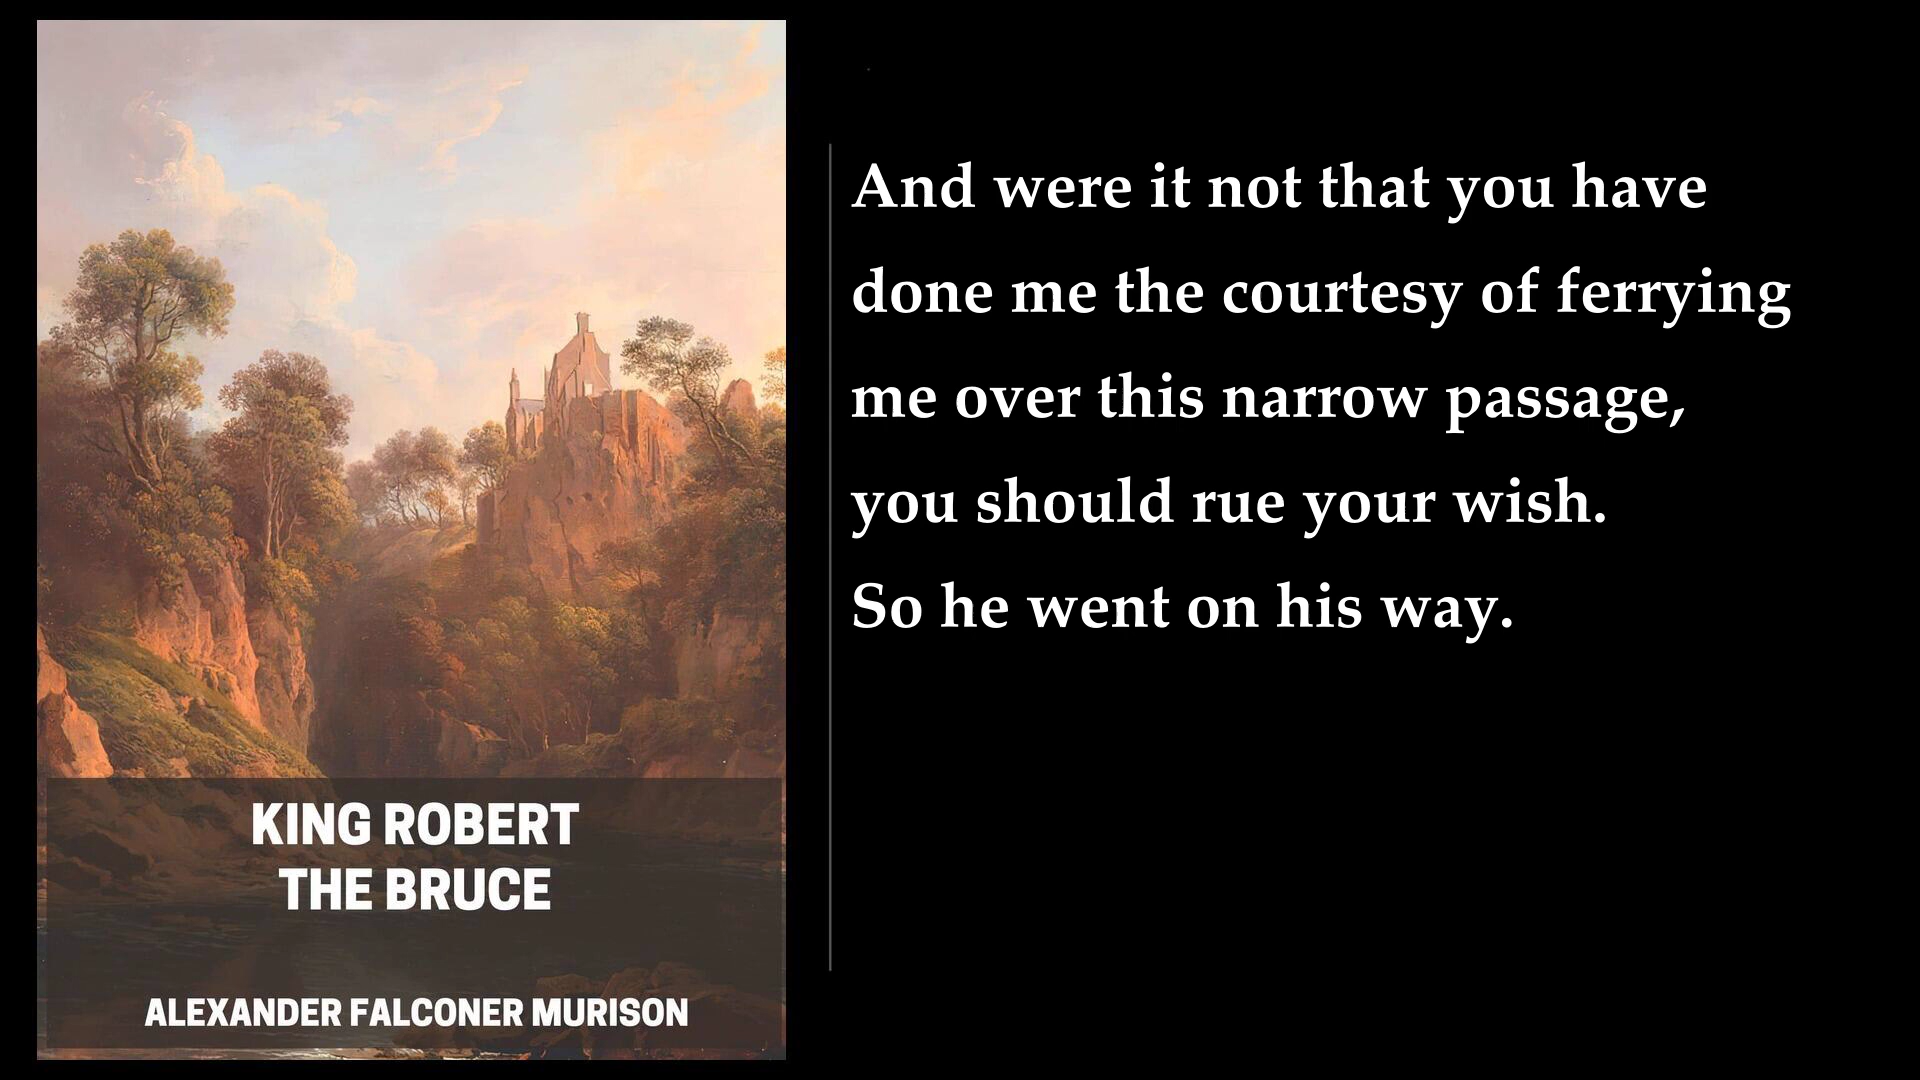 KING ROBERT
THE BRUCE
ALEXANDER FALCONER MURISON
And were it not that you have
done me the courtesy of ferrying
me over this narrow passage,
you should rue your wish.
So he went on his way.